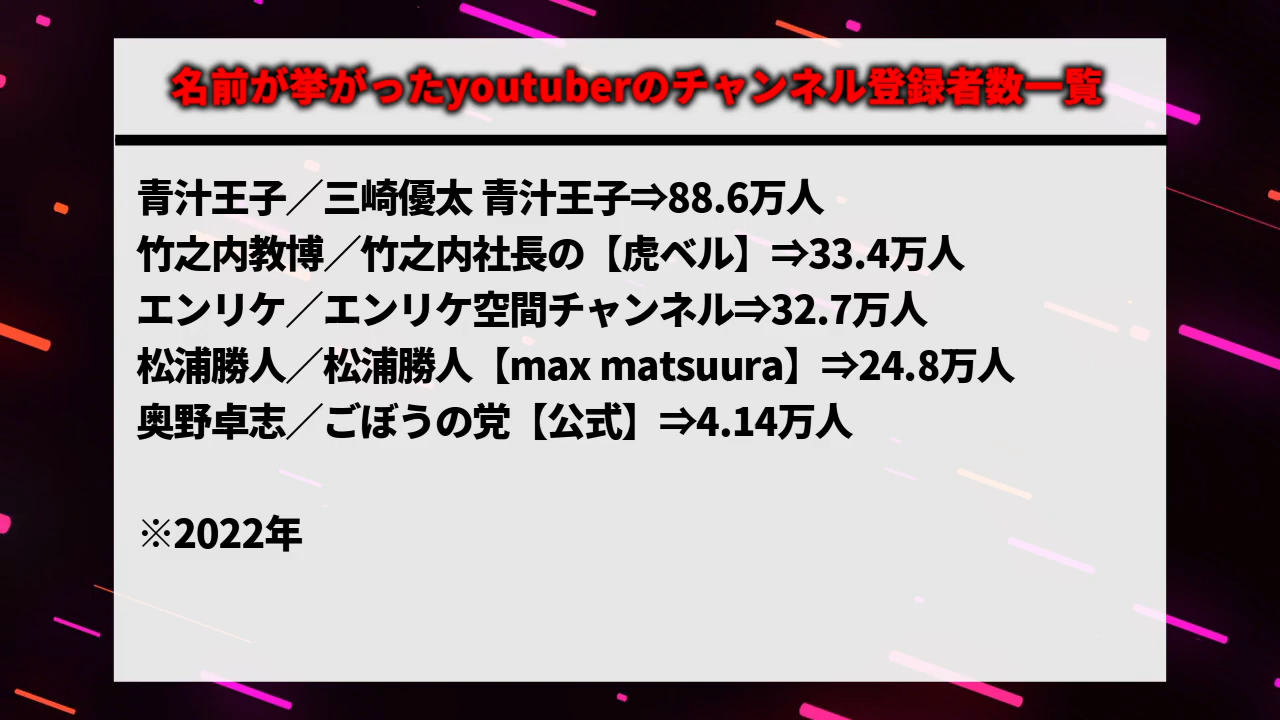 名前が挙がったyoutuberのチャンネル登録者数一覧
青汁王子／三崎優太 青汁王子⇒88.6万人
竹之内教博／竹之内社長の【虎ベル】⇒33.4万人
エンリケ／エンリケ空間チャンネル⇒32.7万人
松浦勝人／松浦勝人【max matsuura】⇒24.8万人
奥野卓志／ごぼうの党【公式】⇒4.14万人
※2022年